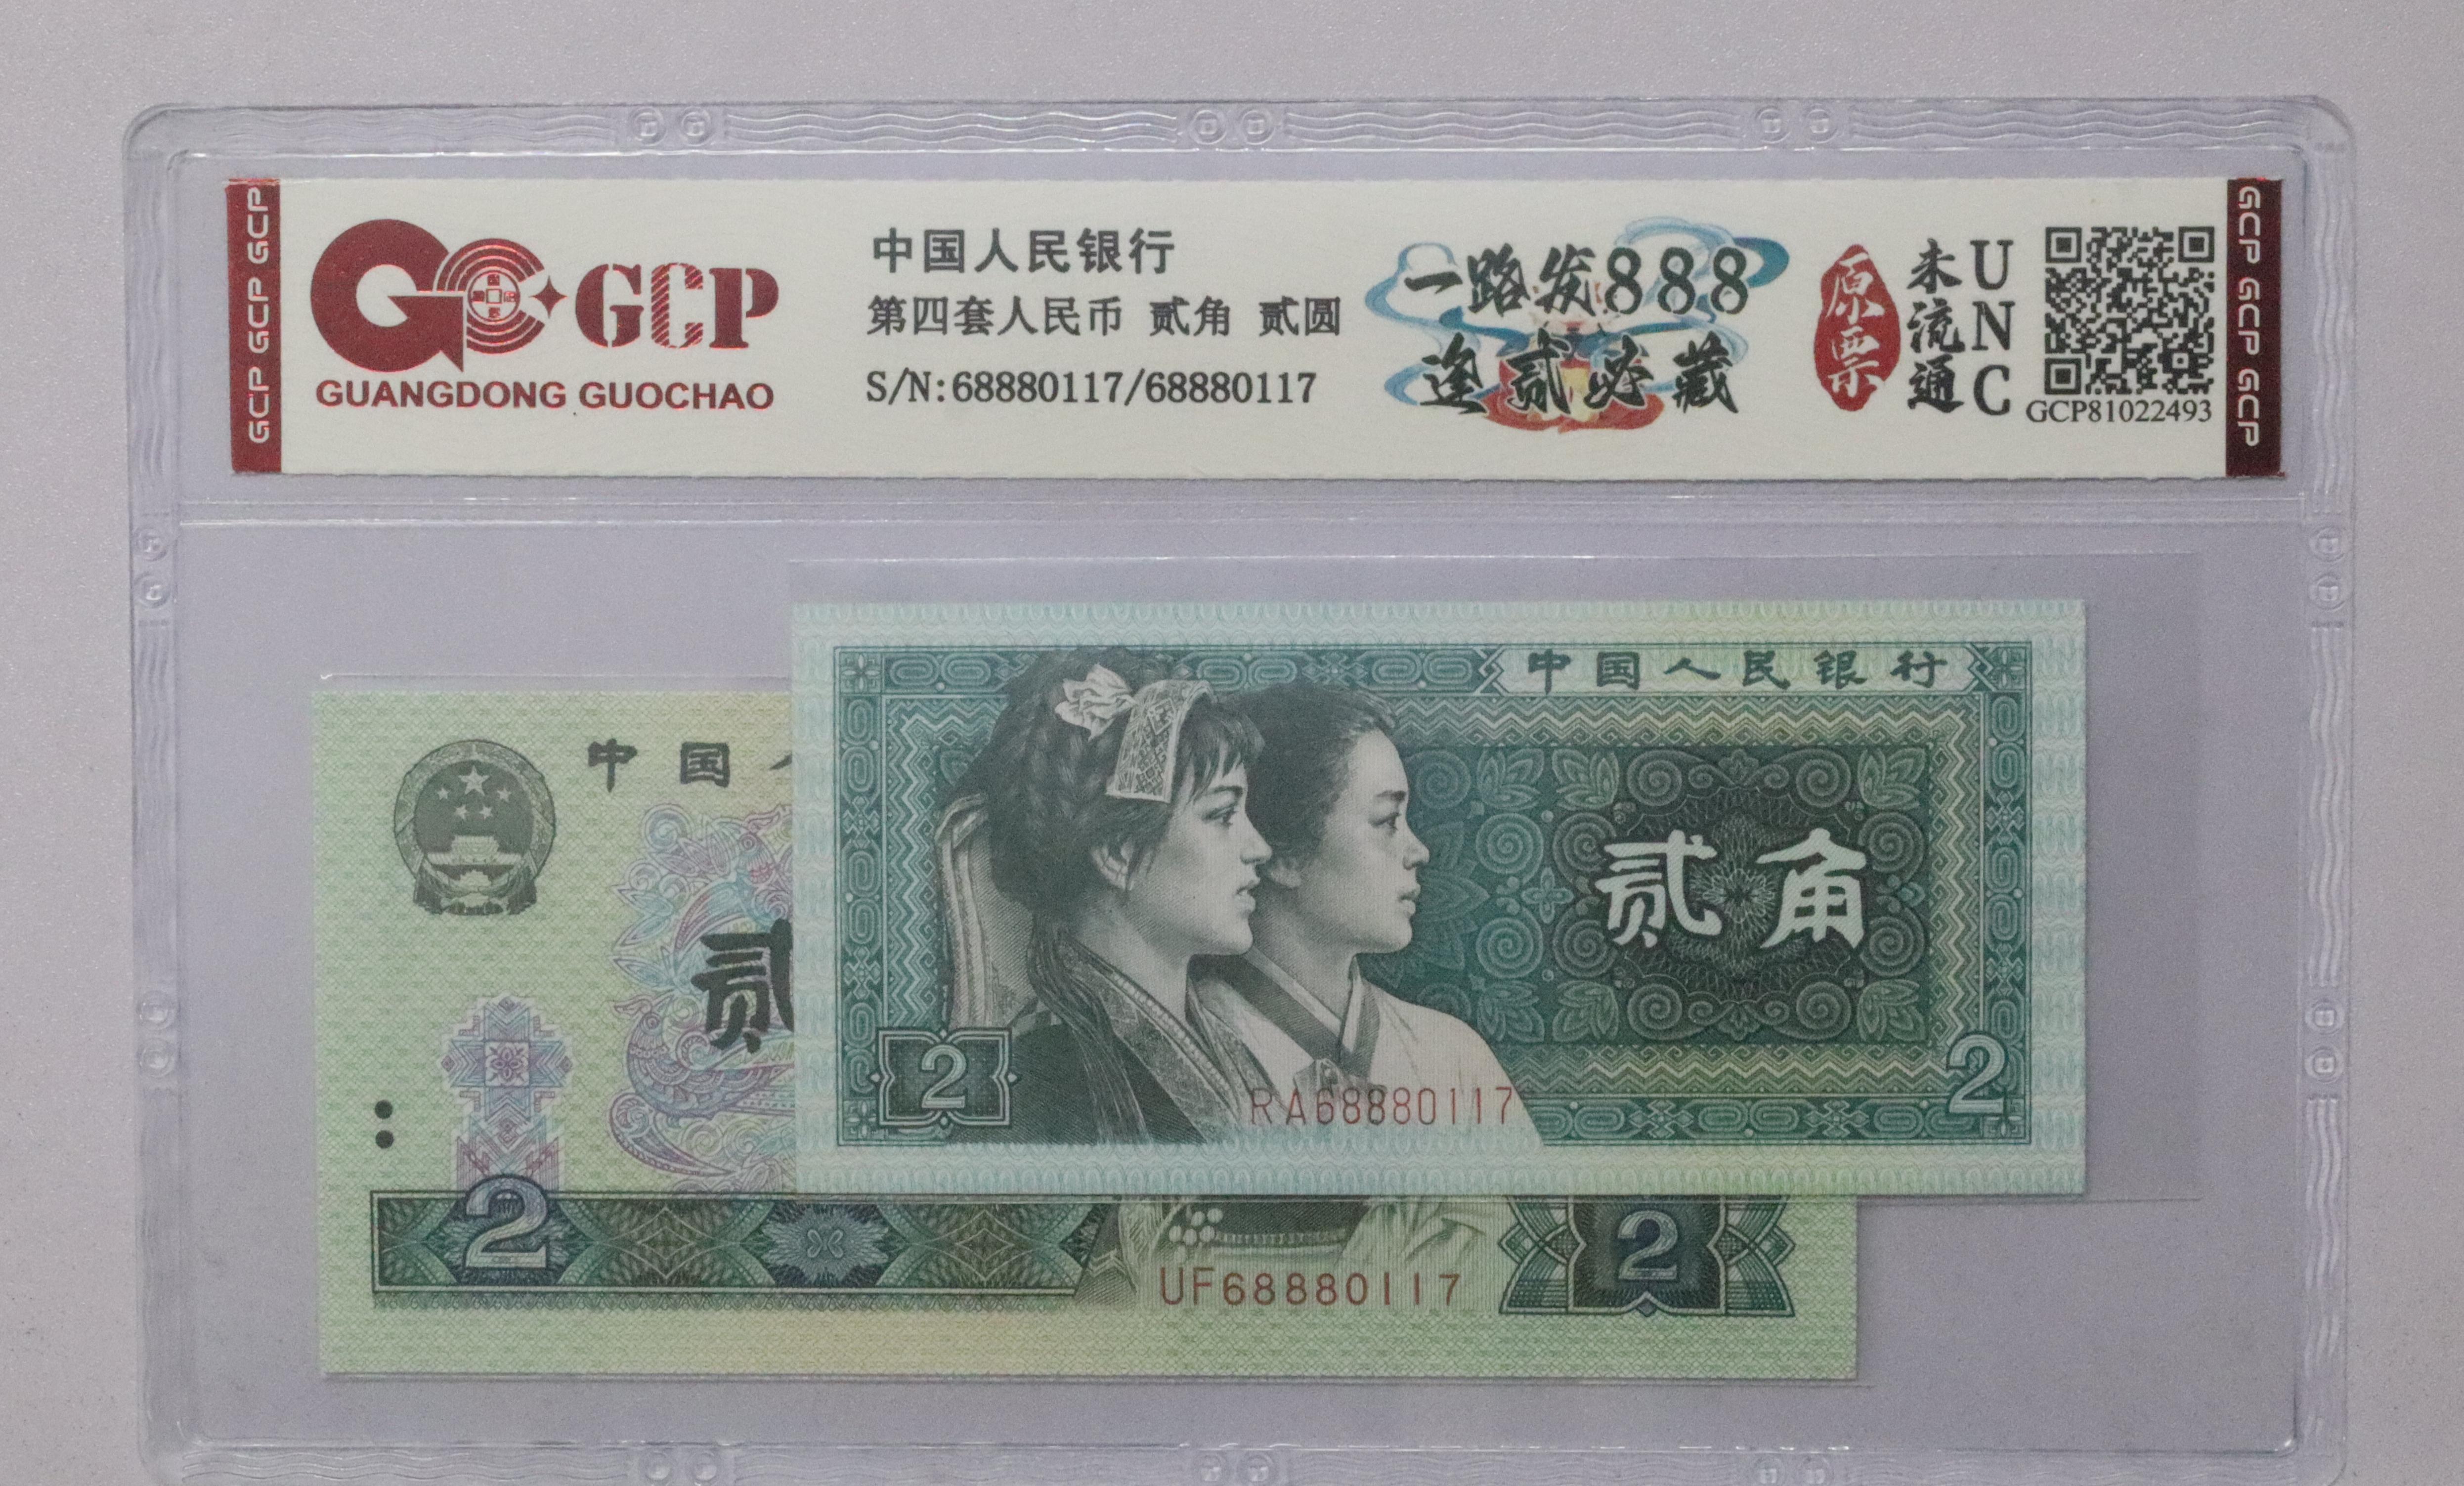 GCP GCP GCP
GCP
GUANGDONG GUOCHAO
中国人民银行
第四套人民币 贰角 贰圆
S/N:68880117/68880117
一路发888
逢贰必藏
原票
未流通
UNC
GCP81022493
GCP GCP GCP
中国人民银行
贰角
2
2
RA68880117
中国
贰
2
2
UF68880117